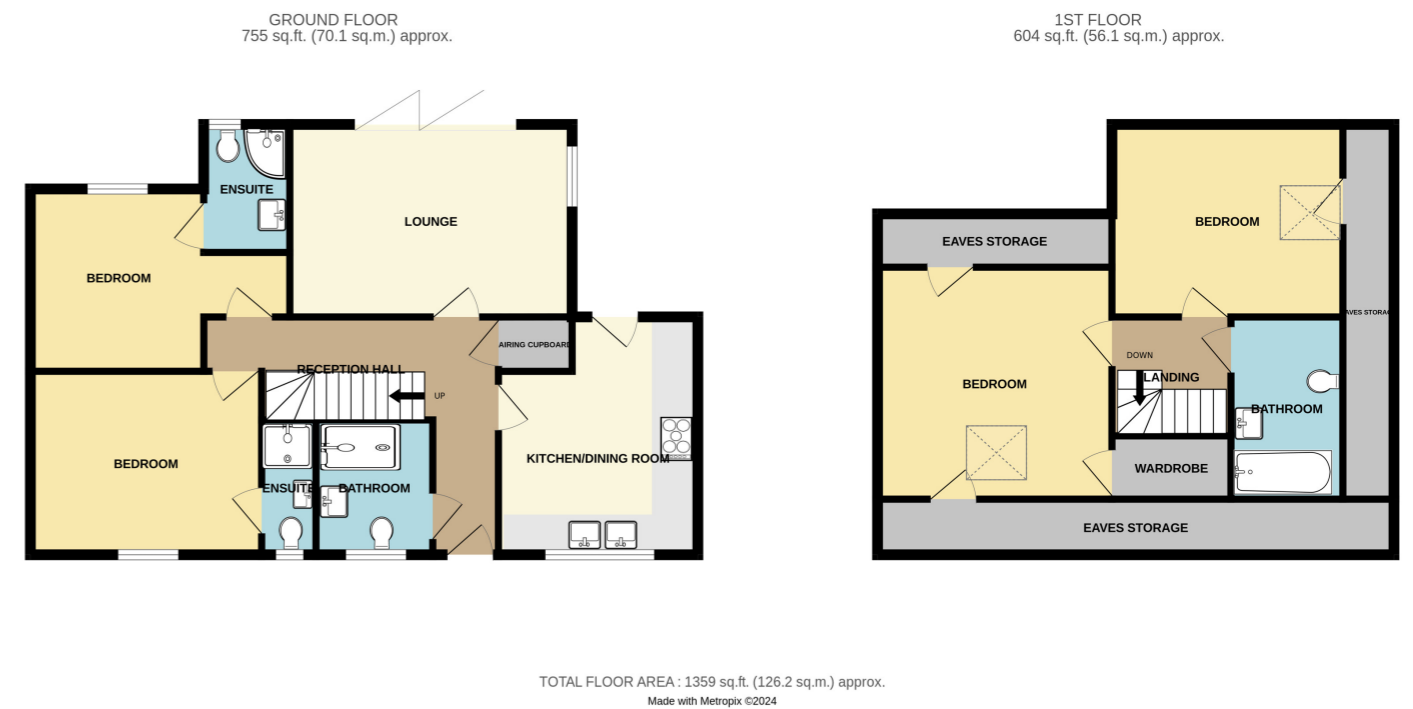 GROUND FLOOR
755 sq.ft. (70.1 sq.m.) approx.
1ST FLOOR
604 sq.ft. (56.1 sq.m.) approx.
ENSUITE
LOUNGE
BEDROOM
AIRING CUPBOARD
RECEPTION HALL
UP
BEDROOM
ENSUITE
BATHROOM
KITCHEN/DINING ROOM
EAVES STORAGE
BEDROOM
EAVES STORAGE
DOWN
LANDING
BEDROOM
BATHROOM
WARDROBE
EAVES STORAGE
TOTAL FLOOR AREA : 1359 sq.ft. (126.2 sq.m.) approx.
Made with Metropix ©2024